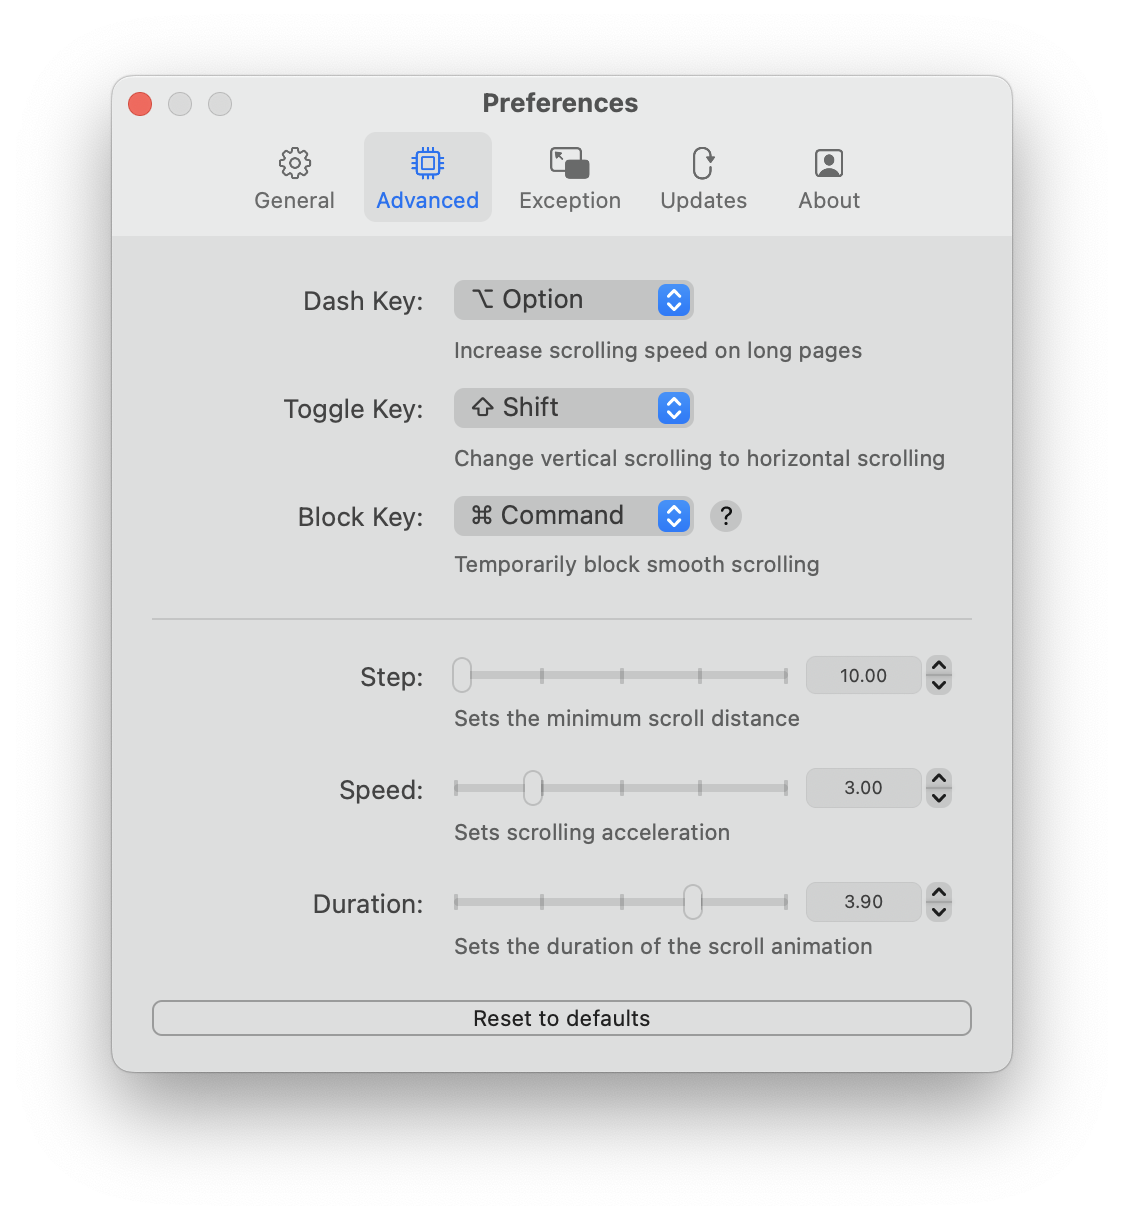 Preferences
General
Advanced
Exception
Updates
About
Dash Key: ⌥ Option
Increase scrolling speed on long pages
Toggle Key: ⇧ Shift
Change vertical scrolling to horizontal scrolling
Block Key: ⌘ Command ?
Temporarily block smooth scrolling
Step: 10.00
Sets the minimum scroll distance
Speed: 3.00
Sets scrolling acceleration
Duration: 3.90
Sets the duration of the scroll animation
Reset to defaults